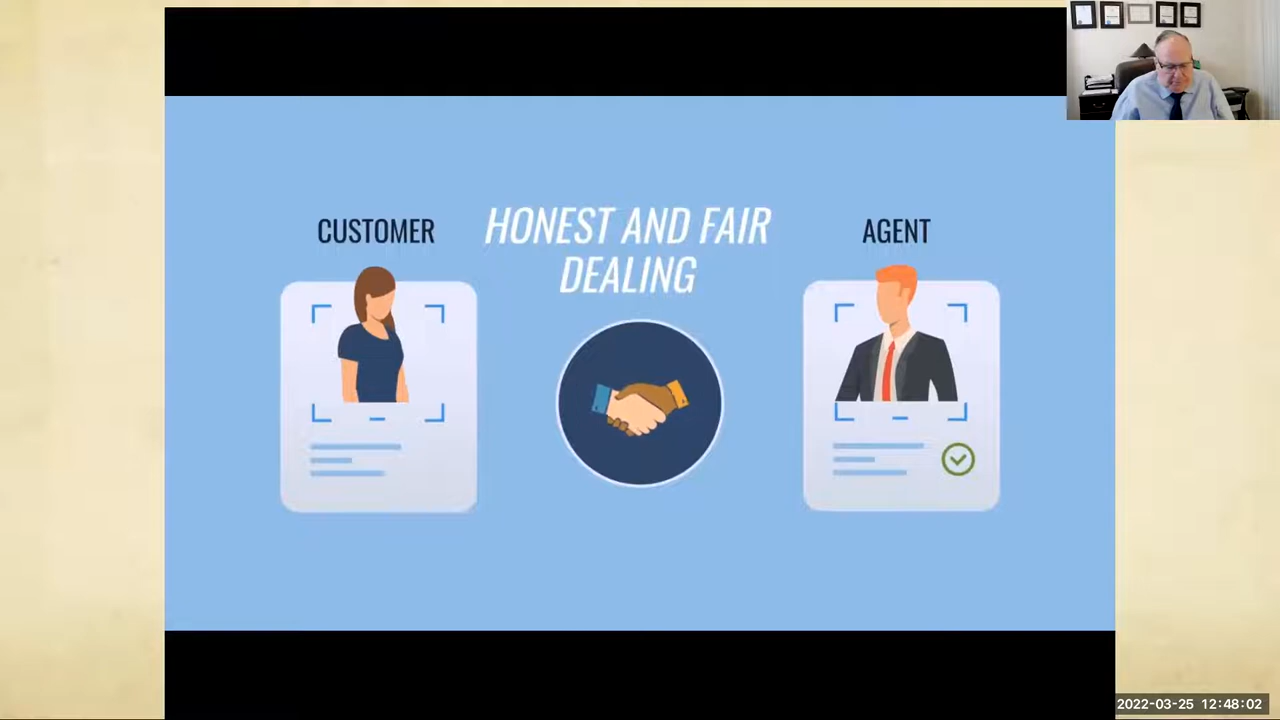 CUSTOMER
HONEST AND FAIR
DEALING
AGENT
2022-03-25 12:48:02